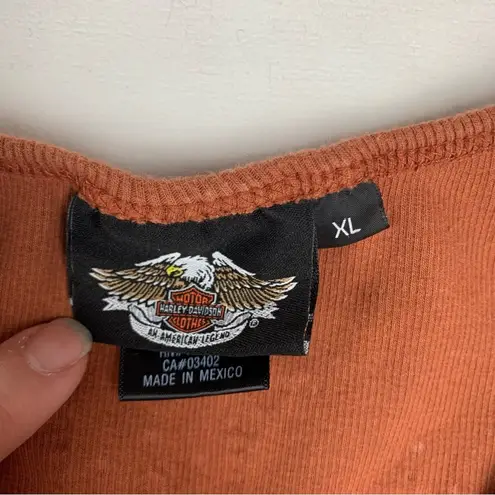 XL
MOTOR
HARLEY-DAVIDSON
CLOTHES
AN AMERICAN LEGEND
®
CA#03402
MADE IN MEXICO